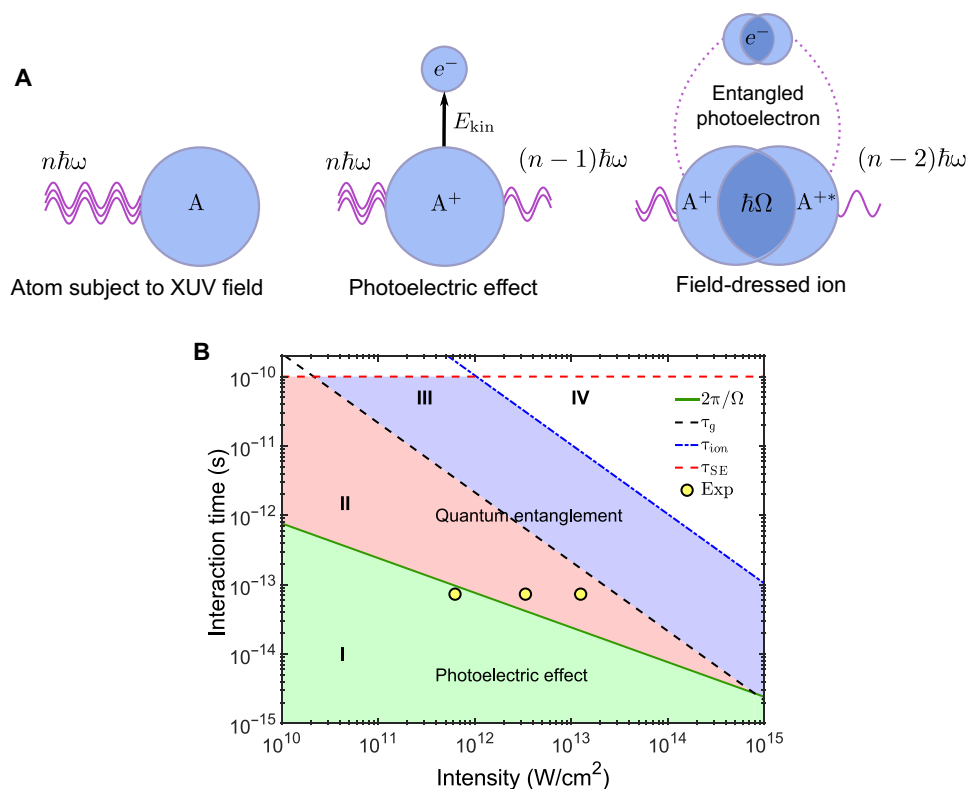 A
e⁻
E_kin
nħω
A
Atom subject to XUV field
nħω
A⁺
(n − 1)ħω
Photoelectric effect
e⁻
Entangled
photoelectron
(n − 2)ħω
A⁺
ħΩ
A⁺*
Field-dressed ion
B
Interaction time (s)
10⁻¹⁰
10⁻¹¹
10⁻¹²
10⁻¹³
10⁻¹⁴
10⁻¹⁵
III
IV
II
I
Quantum entanglement
Photoelectric effect
2π/Ω
τ_g
τ_ion
τ_SE
Exp
10¹⁰
10¹¹
10¹²
10¹³
10¹⁴
10¹⁵
Intensity (W/cm²)